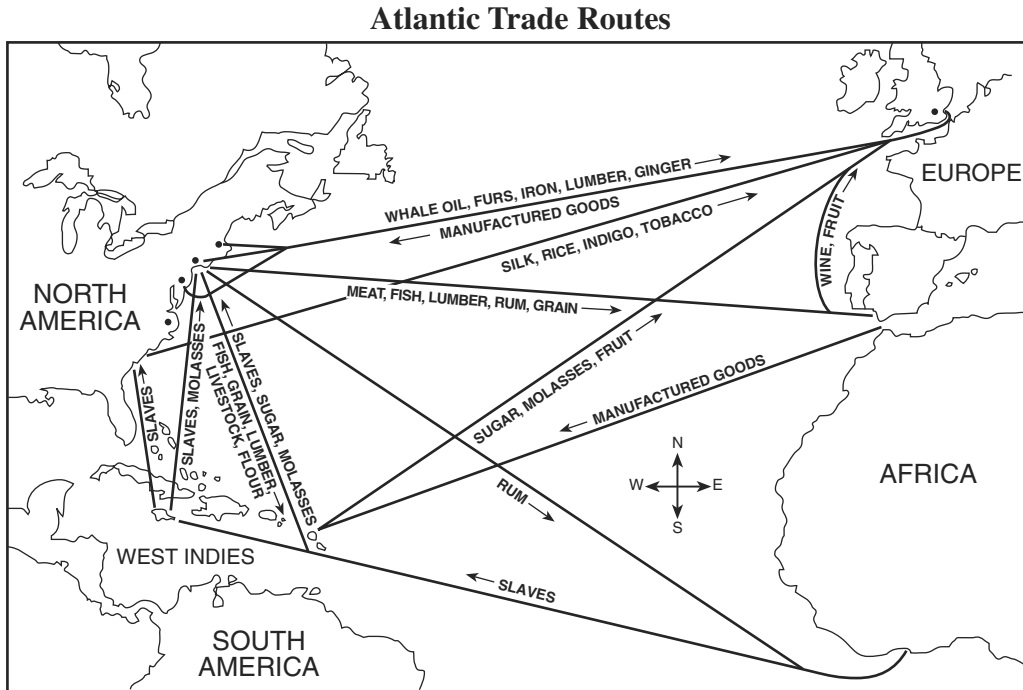 Atlantic Trade Routes
WHALE OIL, FURS, IRON, LUMBER, GINGER
MANUFACTURED GOODS
SILK, RICE, INDIGO, TOBACCO
EUROPE
WINE, FRUIT
NORTH
AMERICA
MEAT, FISH, LUMBER, RUM, GRAIN
SLAVES
SLAVES, MOLASSES
SLAVES, SUGAR, MOLASSES
FISH, GRAIN, LUMBER,
LIVESTOCK, FLOUR
SUGAR, MOLASSES, FRUIT
MANUFACTURED GOODS
N
W
E
S
AFRICA
RUM
WEST INDIES
SLAVES
SOUTH
AMERICA